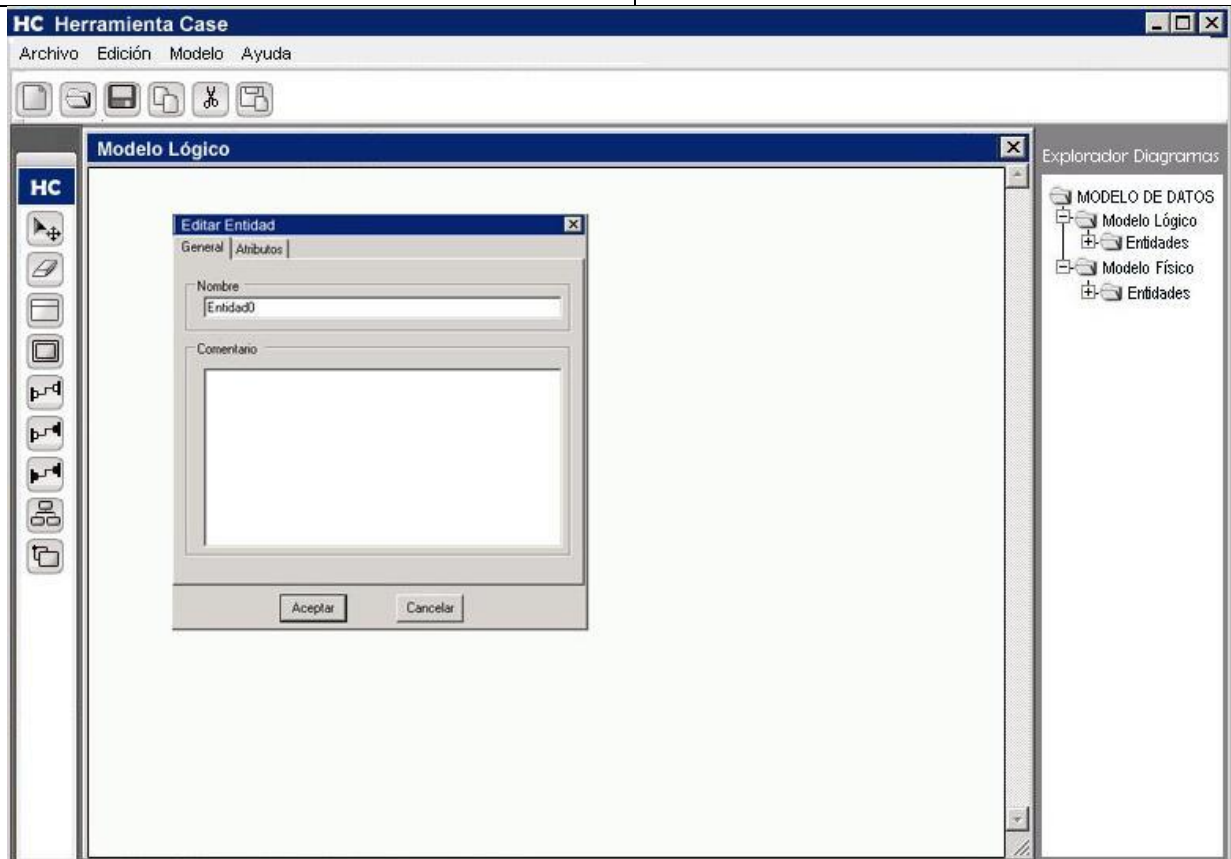 HC Herramienta Case
Archivo Edición Modelo Ayuda
Modelo Lógico
Explorador Diagramas
HC
MODELO DE DATOS
Modelo Lógico
Entidades
Modelo Físico
Entidades
Editar Entidad
General Atributos
Nombre
Entidad0
Comentario
Aceptar Cancelar